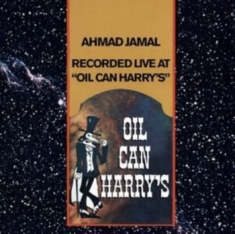 AHMAD JAMAL
RECORDED LIVE AT
"OIL CAN HARRY'S"
OIL
CAN
HARRY'S